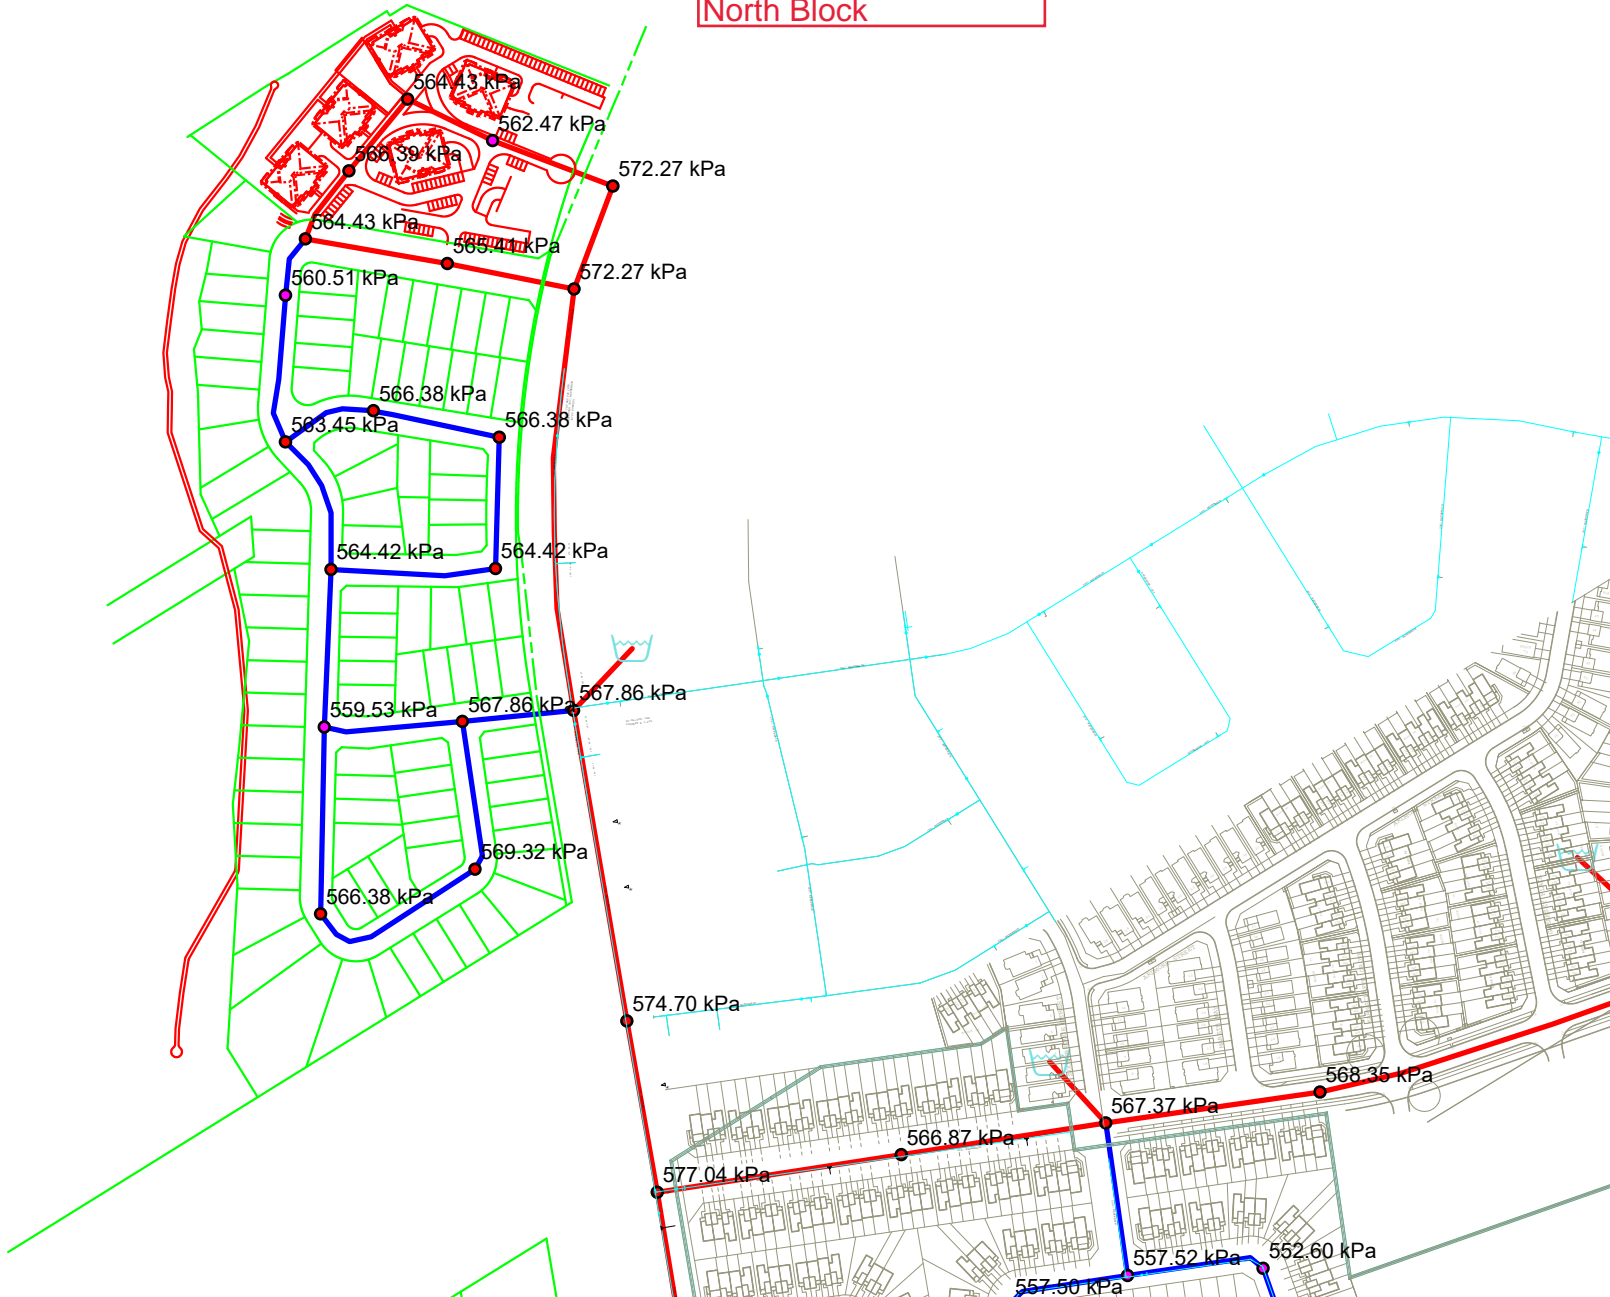 North Block
564.43 kPa
562.47 kPa
566.39 kPa
572.27 kPa
564.43 kPa
565.41 kPa
572.27 kPa
560.51 kPa
566.38 kPa
563.45 kPa
566.38 kPa
564.42 kPa
564.42 kPa
567.86 kPa
559.53 kPa
567.86 kPa
569.32 kPa
566.38 kPa
574.70 kPa
568.35 kPa
567.37 kPa
566.87 kPa
577.04 kPa
557.52 kPa
552.60 kPa
557.50 kPa